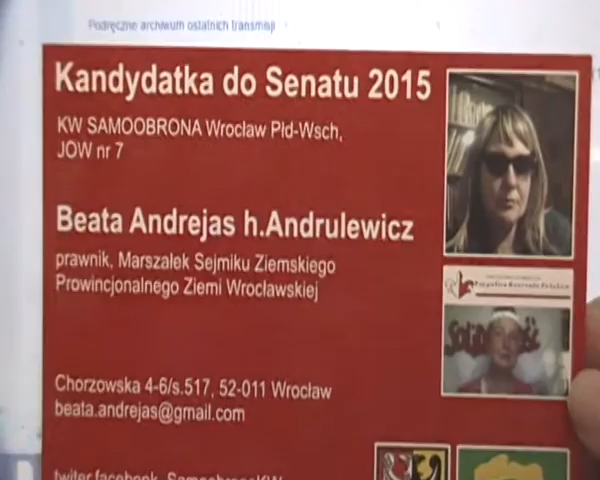 Podręczne archiwum ostatnich transmisji
Kandydatka do Senatu 2015
KW SAMOOBRONA Wrocław Płd-Wsch,
JOW nr 7
Beata Andrejas h.Andrulewicz
prawnik, Marszałek Sejmiku Ziemskiego
Prowincjonalnego Ziemi Wrocławskiej
Chorzowska 4-6/s.517, 52-011 Wrocław
beata.andrejas@gmail.com